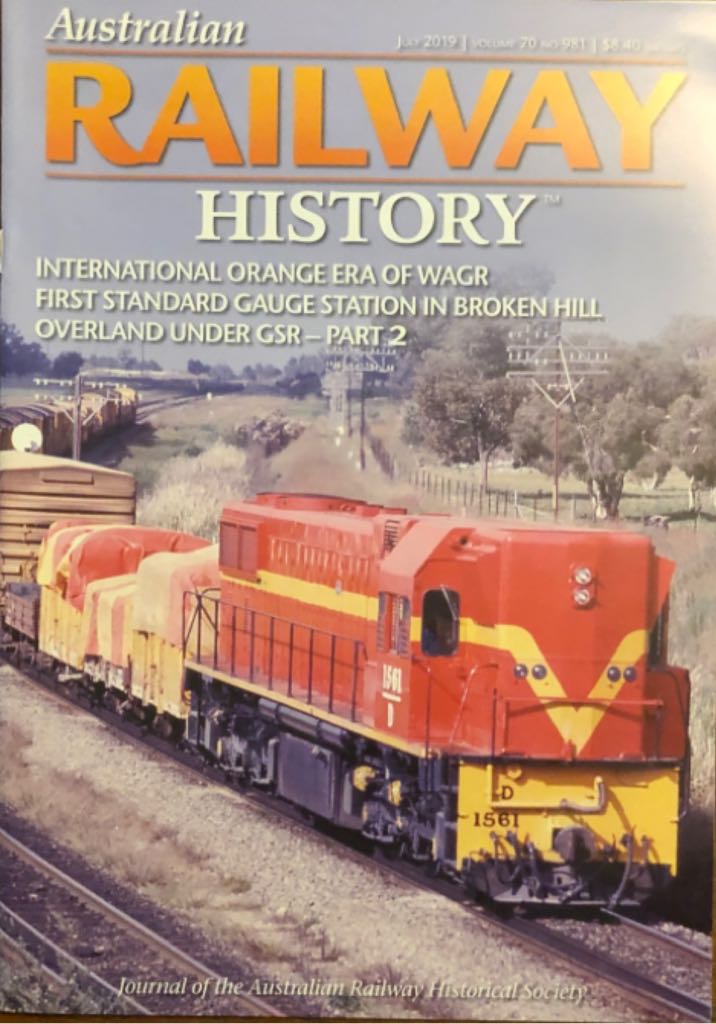 Australian
JULY 2019 | VOLUME 70 NO 981 | $8.40
RAILWAY
HISTORY™
INTERNATIONAL ORANGE ERA OF WAGR
FIRST STANDARD GAUGE STATION IN BROKEN HILL
OVERLAND UNDER GSR – PART 2
1561
D
D
1561
Journal of the Australian Railway Historical Society